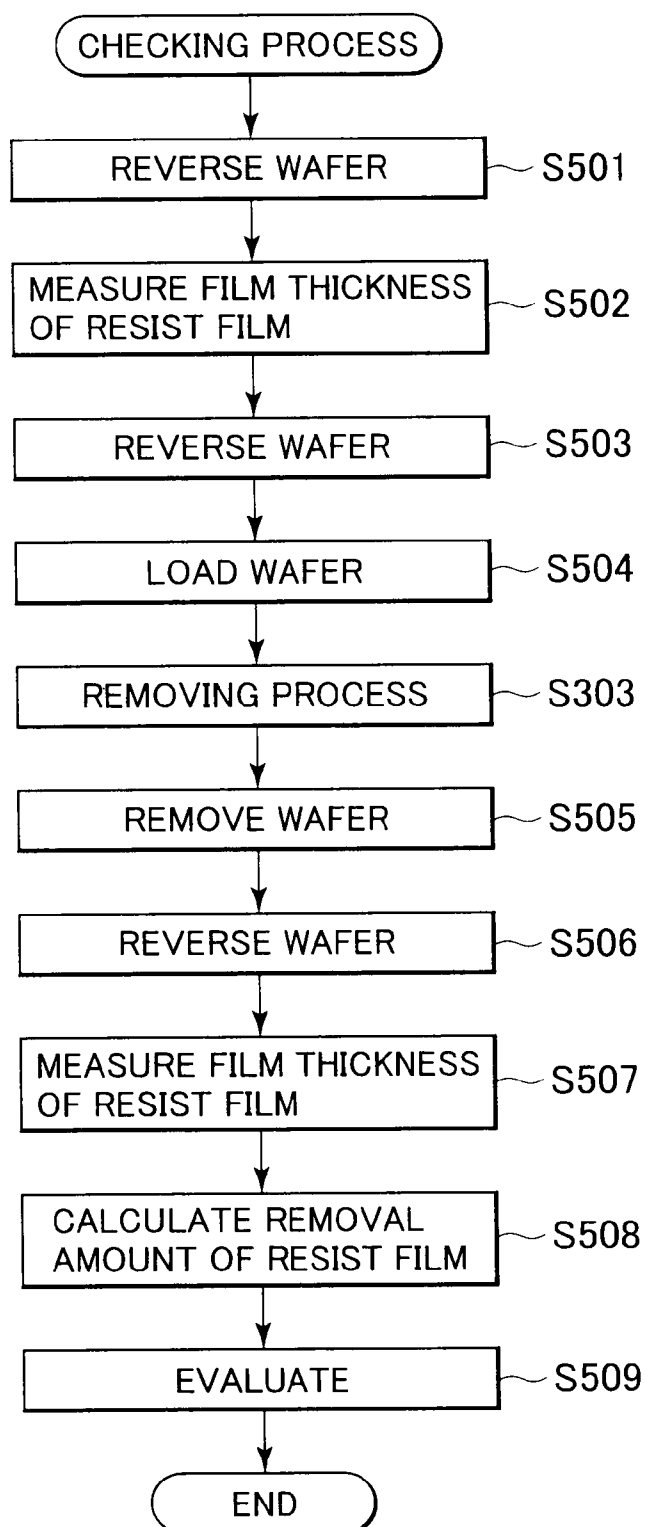 CHECKING PROCESS
REVERSE WAFER
S501
MEASURE FILM THICKNESS
OF RESIST FILM
S502
REVERSE WAFER
S503
LOAD WAFER
S504
REMOVING PROCESS
S303
REMOVE WAFER
S505
REVERSE WAFER
S506
MEASURE FILM THICKNESS
OF RESIST FILM
S507
CALCULATE REMOVAL
AMOUNT OF RESIST FILM
S508
EVALUATE
S509
END